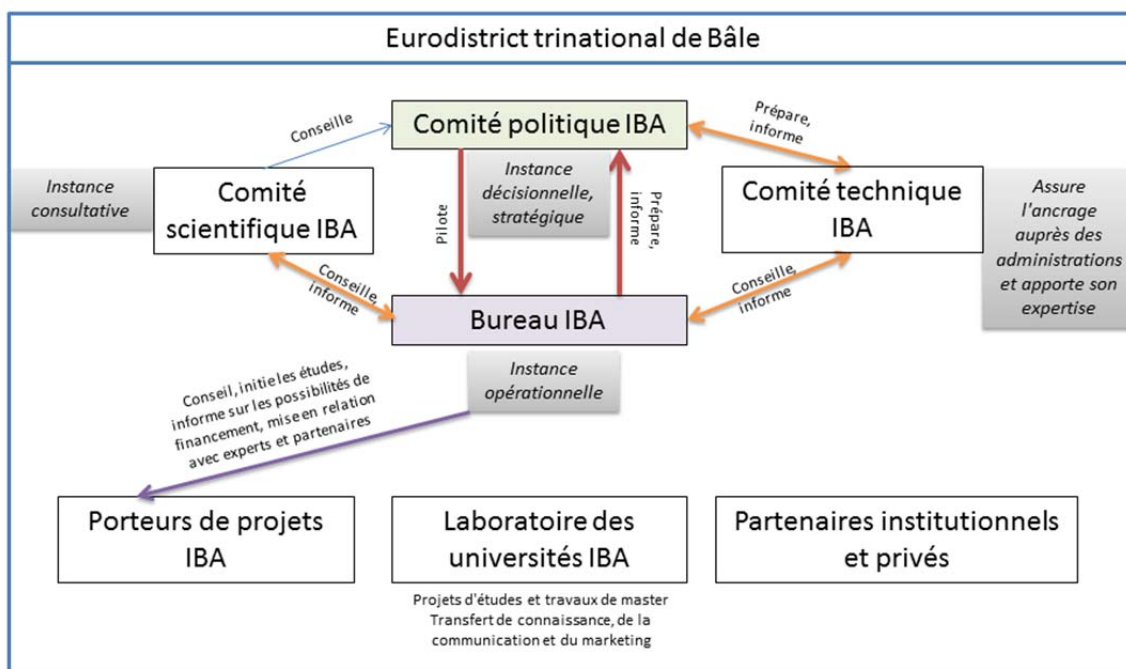 Eurodistrict trinational de Bâle
Conseille
Comité politique IBA
Prépare,
informe
Instance
consultative
Comité
scientifique IBA
Pilote
Instance
décisionnelle,
stratégique
Prépare,
informe
Comité technique
IBA
Assure
l'ancrage
auprès des
administrations
et apporte son
expertise
Conseille,
informe
Conseille,
informe
Bureau IBA
Instance
opérationnelle
Conseil, initie les études,
informe sur les possibilités de
financement, mise en relation
avec experts et partenaires
Porteurs de projets
IBA
Laboratoire des
universités IBA
Partenaires institutionnels
et privés
Projets d'études et travaux de master
Transfert de connaissance, de la
communication et du marketing